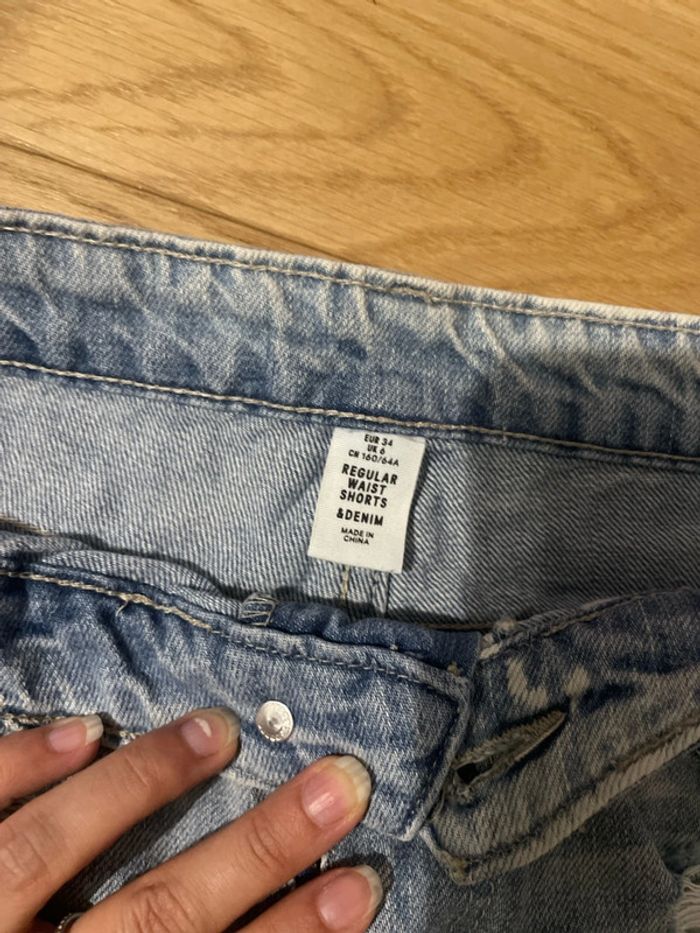 EUR 34
UK 6
CN 160/64A
REGULAR
WAIST
SHORTS
&DENIM
MADE IN
CHINA